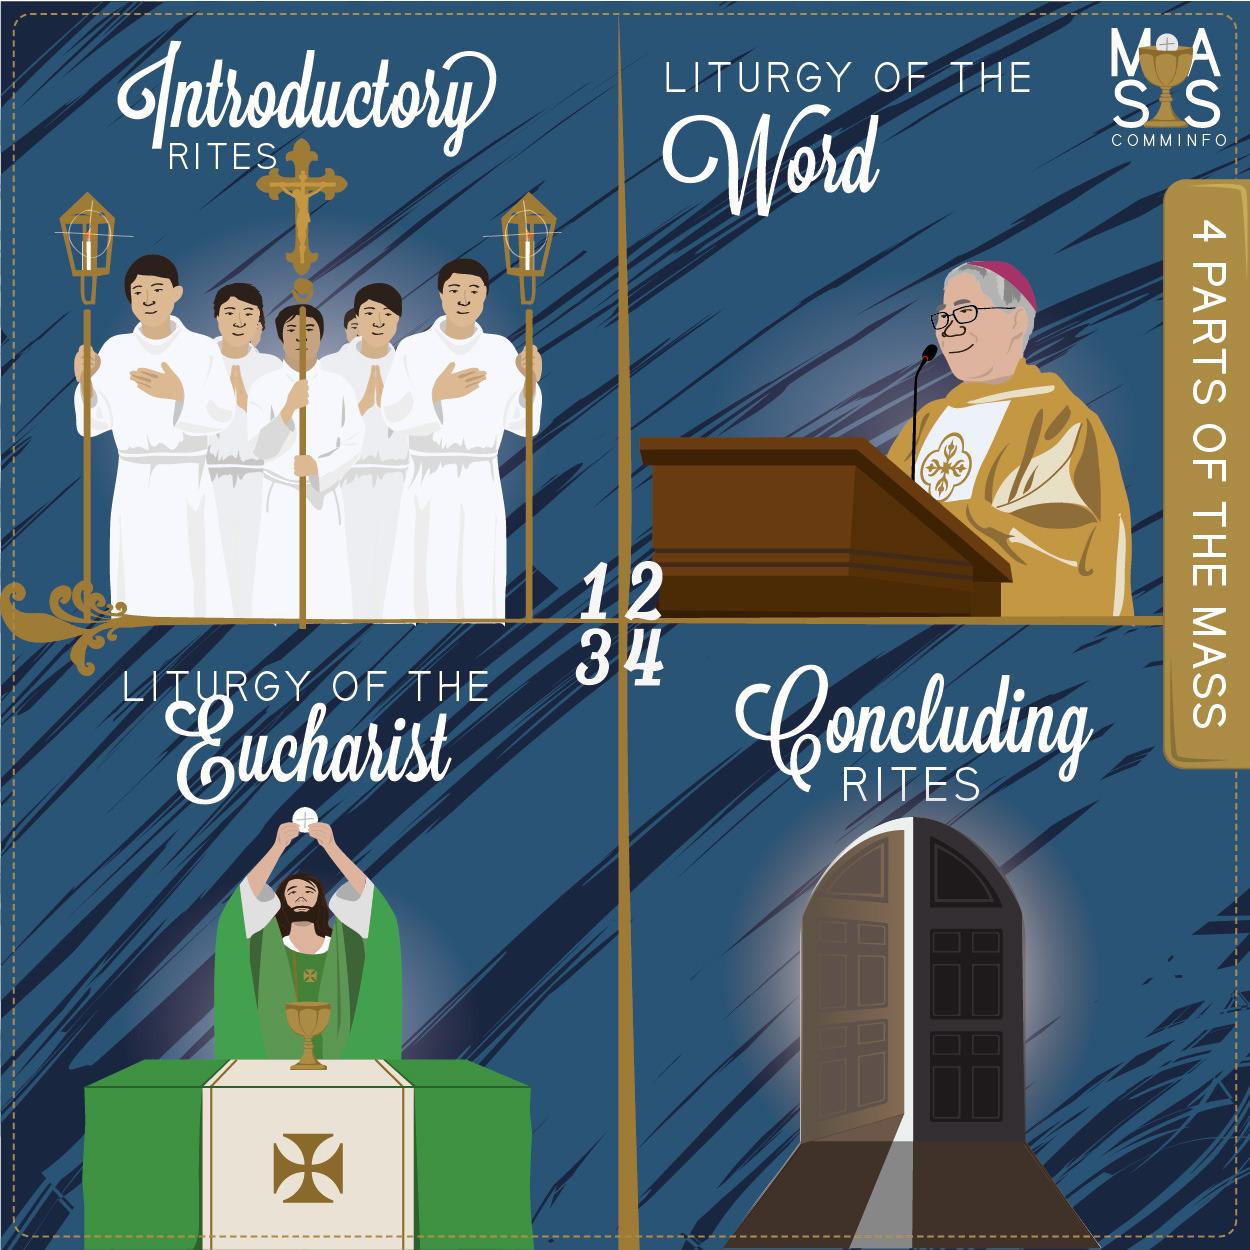 Introductory
RITES
LITURGY OF THE
Word
MASS
COMMINFO
4 PARTS OF THE MASS
1 2
3 4
LITURGY OF THE
Eucharist
Concluding
RITES